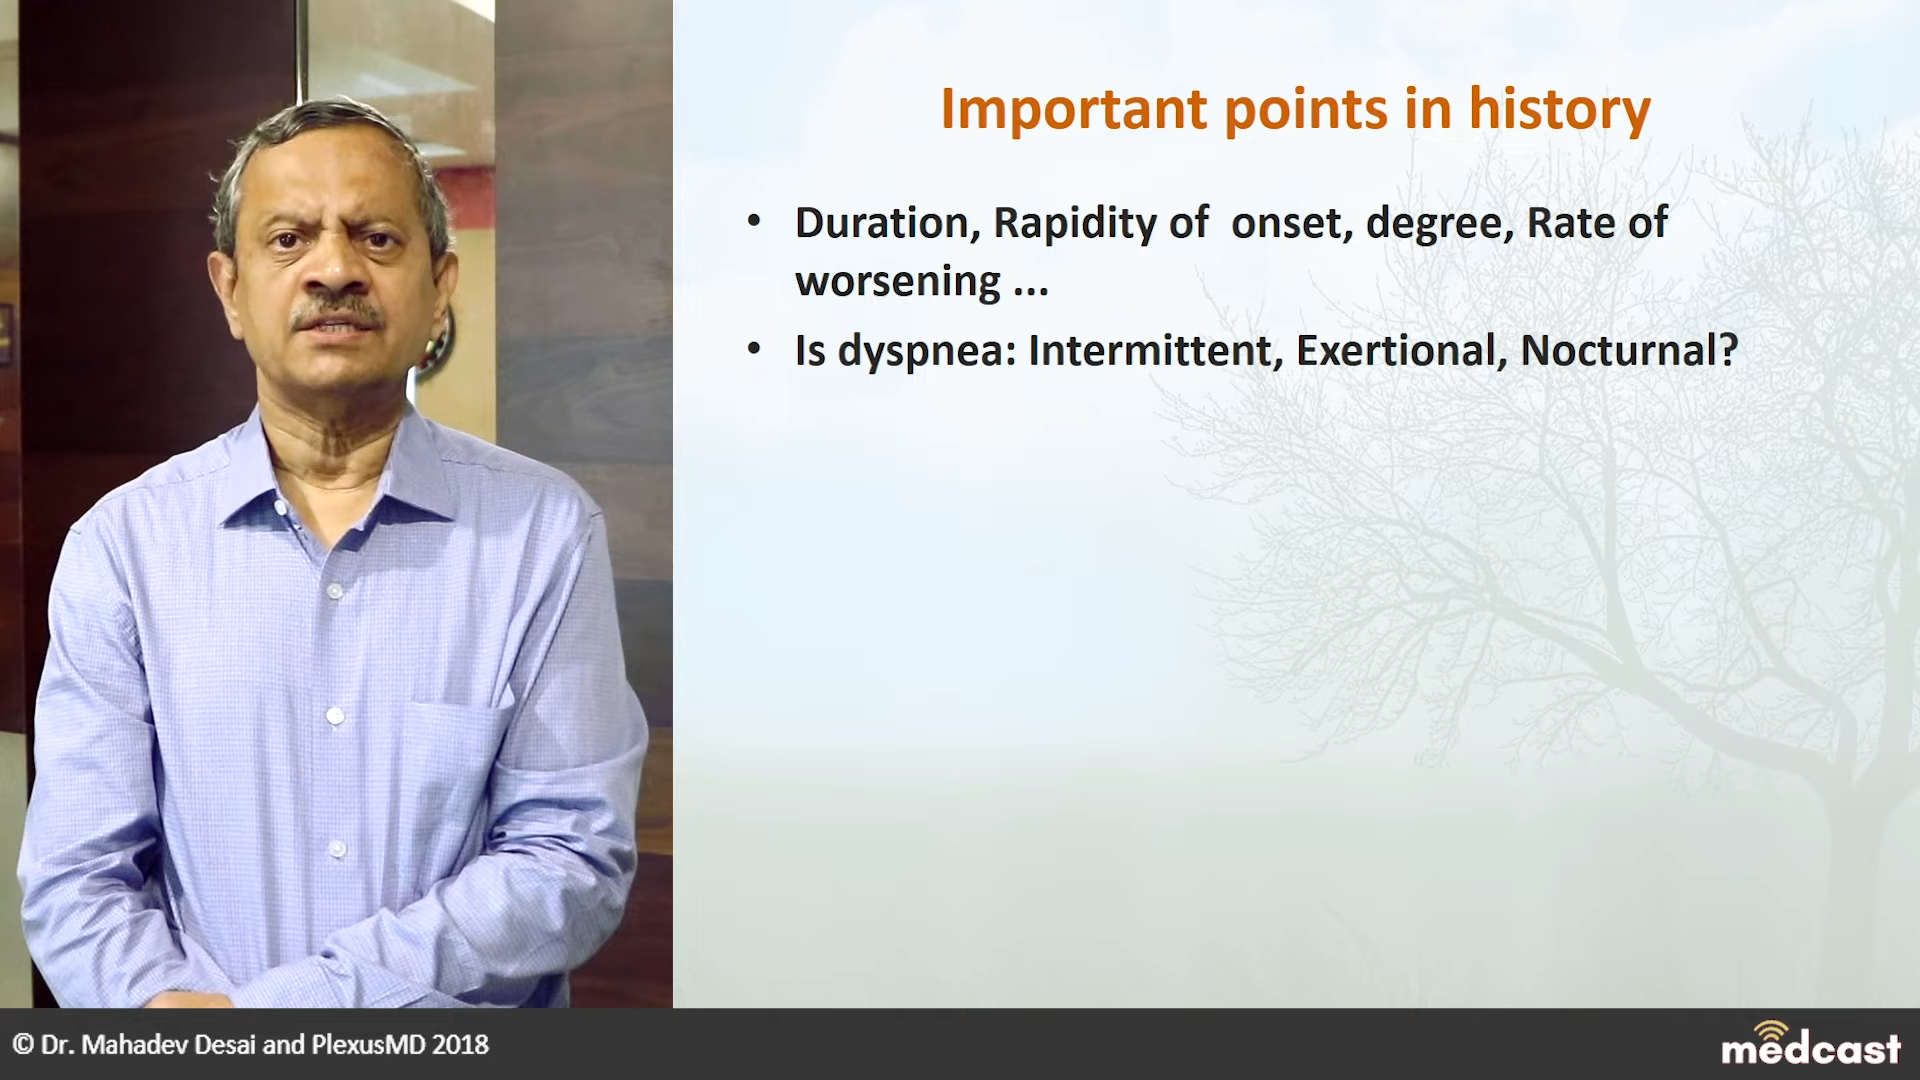 Important points in history
• Duration, Rapidity of onset, degree, Rate of
worsening ...
• Is dyspnea: Intermittent, Exertional, Nocturnal?
© Dr. Mahadev Desai and PlexusMD 2018
medcast